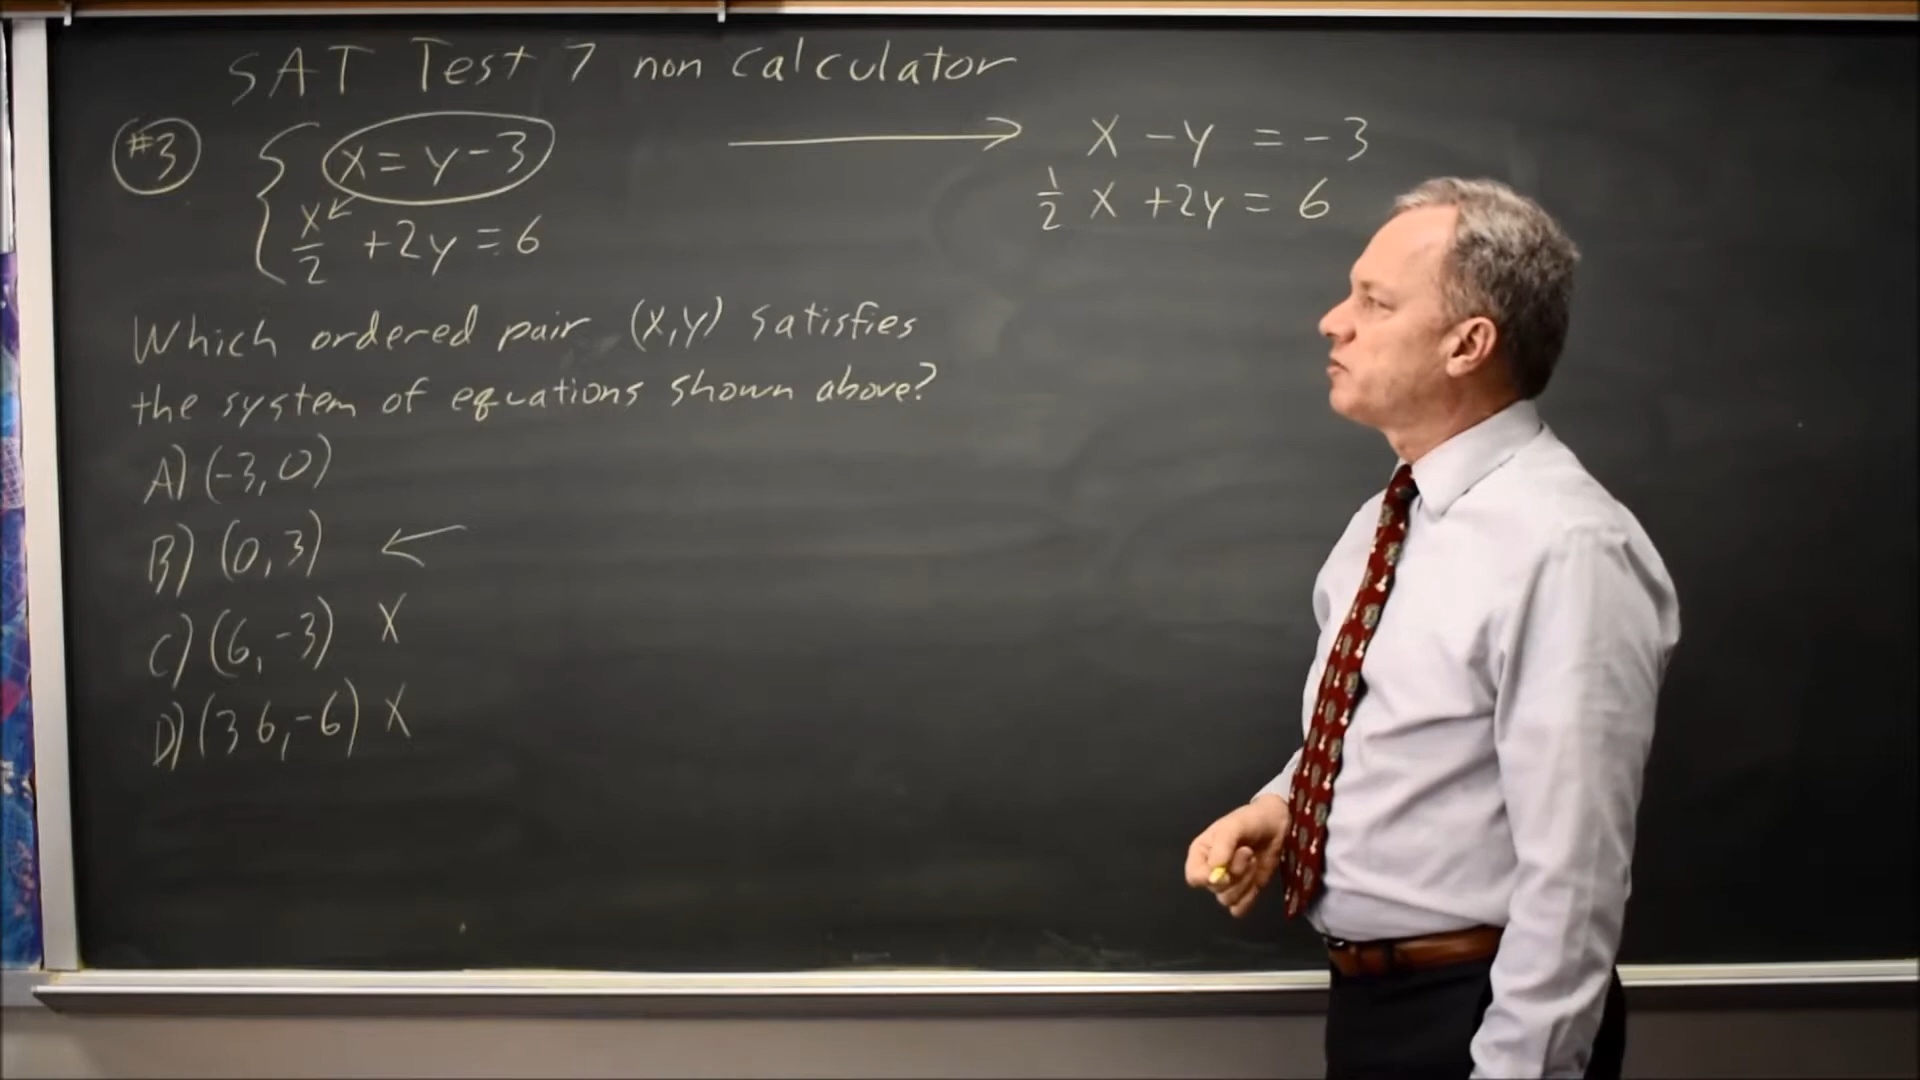 SAT Test 7 non calculator
#3
x = y - 3
x/2 + 2y = 6
x - y = -3
1/2 x + 2y = 6
Which ordered pair (x,y) satisfies
the system of equations shown above?
A) (-3,0)
B) (0,3) ←
C) (6,-3) X
D) (36,-6) X